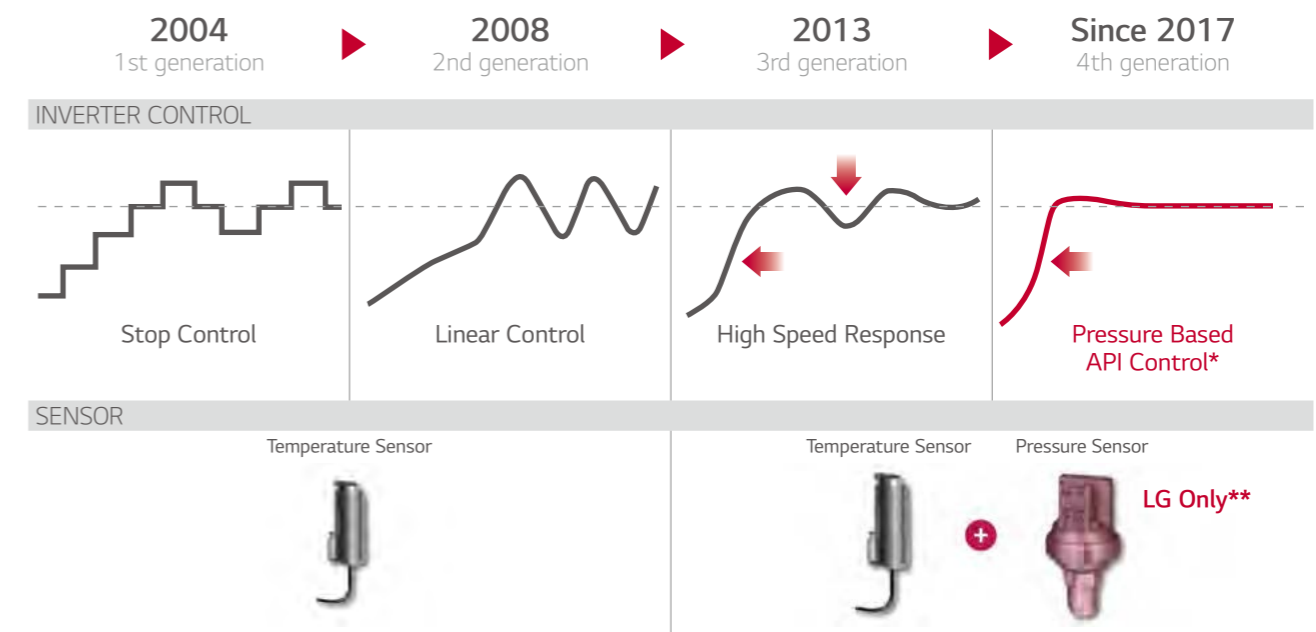 2004
1st generation
2008
2nd generation
2013
3rd generation
Since 2017
4th generation
INVERTER CONTROL
Stop Control
Linear Control
High Speed Response
Pressure Based
API Control*
SENSOR
Temperature Sensor
Temperature Sensor
Pressure Sensor
+
LG Only**